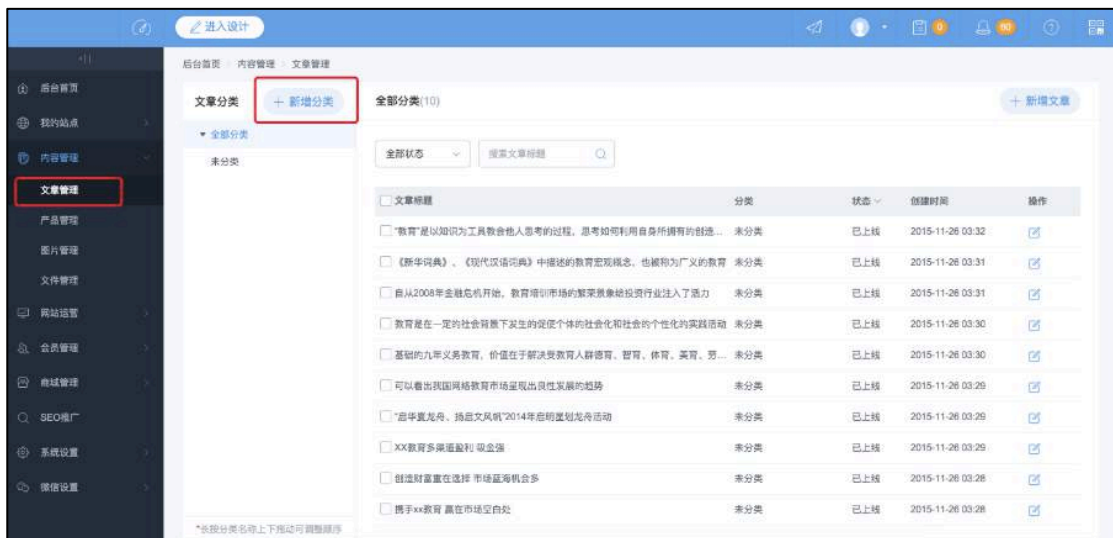 进入设计
0
90
后台首页 内容管理 文章管理
后台首页
我的站点
内容管理
文章管理
产品管理
图片管理
文件管理
网站运营
会员管理
商城管理
SEO推广
系统设置
微信设置
文章分类
+ 新增分类
全部分类
未分类
*长按分类名称上下拖动可调整顺序
全部分类(10)
+ 新增文章
全部状态 搜索文章标题
文章标题 分类 状态 创建时间 操作
“教育”是以知识为工具教会他人思考的过程，思考如何利用自身所拥有的创造... 未分类 已上线 2015-11-26 03:32
《新华词典》、《现代汉语词典》中描述的教育宏观概念，也被称为广义的教育 未分类 已上线 2015-11-26 03:31
自从2008年金融危机开始，教育培训市场的繁荣景象给投资行业注入了活力 未分类 已上线 2015-11-26 03:31
教育是在一定的社会背景下发生的促使个体的社会化和社会的个性化的实践活动 未分类 已上线 2015-11-26 03:30
基础的九年义务教育，价值在于解决受教育人群德育、智育、体育、美育、劳... 未分类 已上线 2015-11-26 03:30
可以看出我国网络教育市场呈现出良性发展的趋势 未分类 已上线 2015-11-26 03:29
“启华夏龙舟、扬启文风帆”2014年启明星划龙舟活动 未分类 已上线 2015-11-26 03:29
XX教育多渠道盈利 吸金强 未分类 已上线 2015-11-26 03:29
创造财富重在选择 市场蓝海机会多 未分类 已上线 2015-11-26 03:28
携手xx教育 赢在市场空白处 未分类 已上线 2015-11-26 03:28